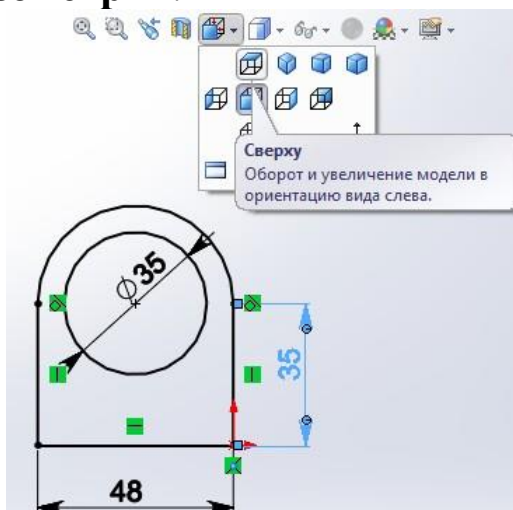 Сверху
Оборот и увеличение модели в
ориентацию вида слева.
⌀35
35
48